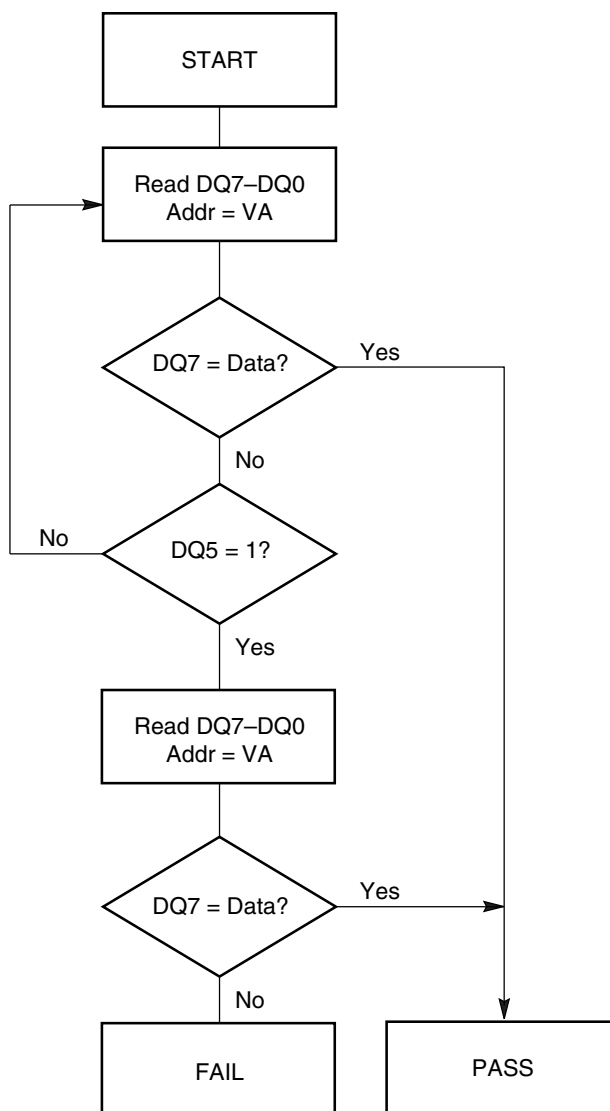 START
Read DQ7–DQ0
Addr = VA
DQ7 = Data?
Yes
No
No
DQ5 = 1?
Yes
Read DQ7–DQ0
Addr = VA
DQ7 = Data?
Yes
No
FAIL
PASS